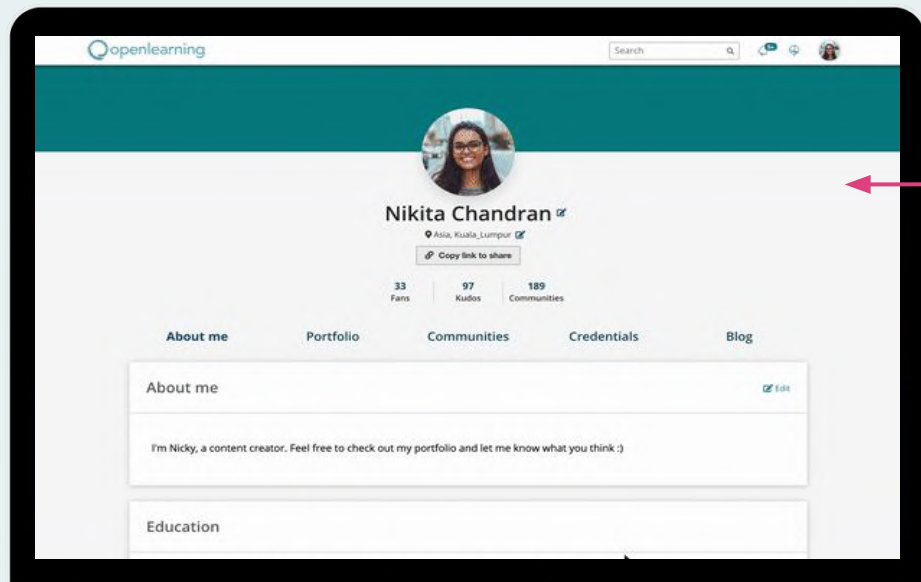 openlearning
Search
9+
Nikita Chandran
Asia, Kuala_Lumpur
Copy link to share
33 97 189
Fans Kudos Communities
About me Portfolio Communities Credentials Blog
About me
Edit
I'm Nicky, a content creator. Feel free to check out my portfolio and let me know what you think :)
Education